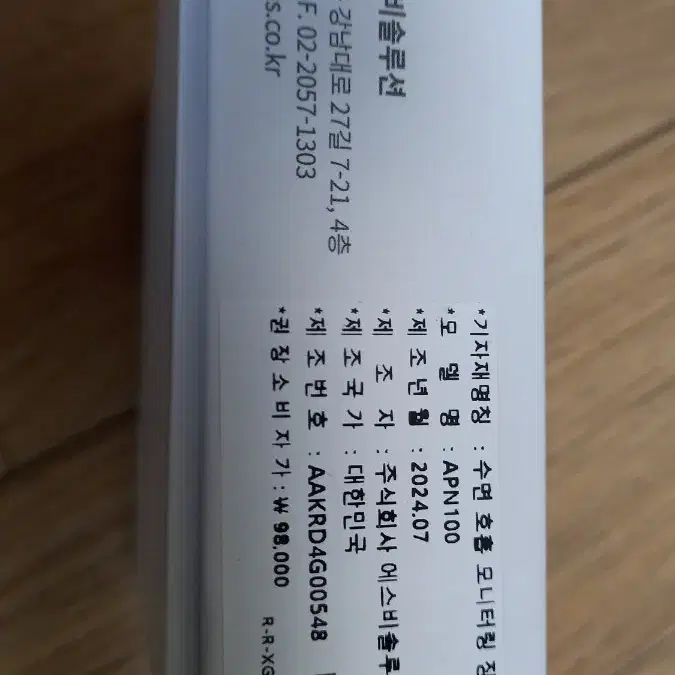 비솔루션
강남대로 27길 7-21, 4층
F. 02-2057-1303
s.co.kr
*기자재명칭 : 수면 호흡 모니터링 장
*모 델 명 : APN100
*제 조 년 월 : 2024.07
*제 조 자 : 주식회사 에스비솔루
*제 조 국 가 : 대한민국
*제 조 번 호 : AAKRD4G00548
*권 장 소 비 자 가 : ₩ 98,000
R-R-XG